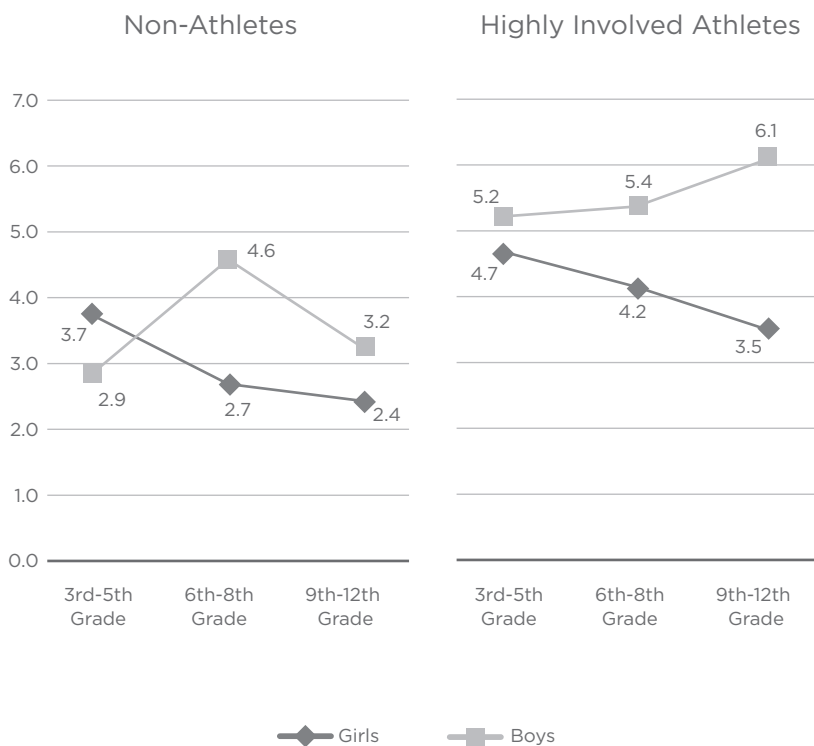 Non-Athletes
Highly Involved Athletes
7.0
6.0
5.0
4.0
3.0
2.0
1.0
0.0
3.7
2.9
4.6
2.7
3.2
2.4
5.2
4.7
5.4
4.2
6.1
3.5
3rd-5th
Grade
6th-8th
Grade
9th-12th
Grade
3rd-5th
Grade
6th-8th
Grade
9th-12th
Grade
Girls
Boys